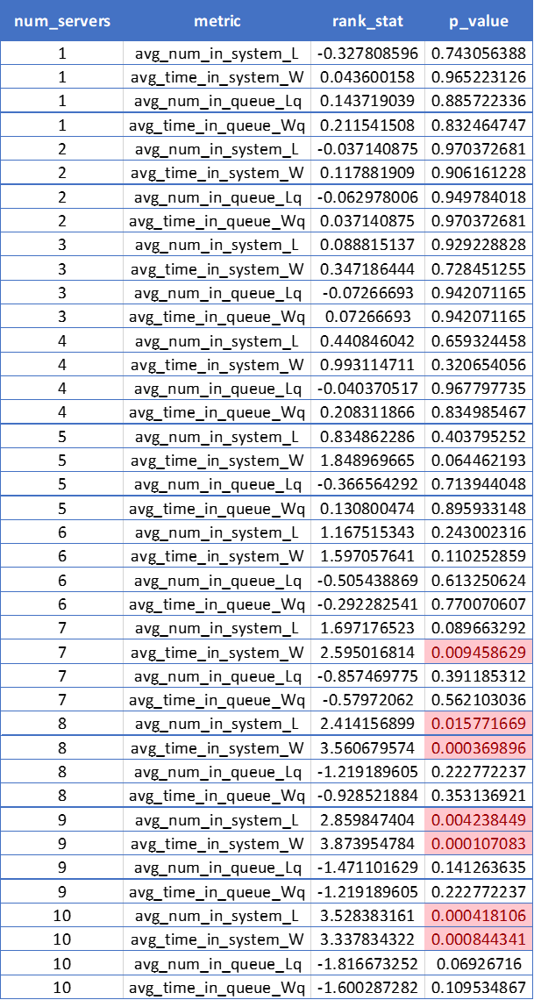 num_servers metric rank_stat p_value
1 avg_num_in_system_L -0.327808596 0.743056388
1 avg_time_in_system_W 0.043600158 0.965223126
1 avg_num_in_queue_Lq 0.143719039 0.885722336
1 avg_time_in_queue_Wq 0.211541508 0.832464747
2 avg_num_in_system_L -0.037140875 0.970372681
2 avg_time_in_system_W 0.117881909 0.906161228
2 avg_num_in_queue_Lq -0.062978006 0.949784018
2 avg_time_in_queue_Wq 0.037140875 0.970372681
3 avg_num_in_system_L 0.088815137 0.929228828
3 avg_time_in_system_W 0.347186444 0.728451255
3 avg_num_in_queue_Lq -0.07266693 0.942071165
3 avg_time_in_queue_Wq 0.07266693 0.942071165
4 avg_num_in_system_L 0.440846042 0.659324458
4 avg_time_in_system_W 0.993114711 0.320654056
4 avg_num_in_queue_Lq -0.040370517 0.967797735
4 avg_time_in_queue_Wq 0.208311866 0.834985467
5 avg_num_in_system_L 0.834862286 0.403795252
5 avg_time_in_system_W 1.848969665 0.064462193
5 avg_num_in_queue_Lq -0.366564292 0.713944048
5 avg_time_in_queue_Wq 0.130800474 0.895933148
6 avg_num_in_system_L 1.167515343 0.243002316
6 avg_time_in_system_W 1.597057641 0.110252859
6 avg_num_in_queue_Lq -0.505438869 0.613250624
6 avg_time_in_queue_Wq -0.292282541 0.770070607
7 avg_num_in_system_L 1.697176523 0.089663292
7 avg_time_in_system_W 2.595016814 0.009458629
7 avg_num_in_queue_Lq -0.857469775 0.391185312
7 avg_time_in_queue_Wq -0.57972062 0.562103036
8 avg_num_in_system_L 2.414156899 0.015771669
8 avg_time_in_system_W 3.560679574 0.000369896
8 avg_num_in_queue_Lq -1.219189605 0.222772237
8 avg_time_in_queue_Wq -0.928521884 0.353136921
9 avg_num_in_system_L 2.859847404 0.004238449
9 avg_time_in_system_W 3.873954784 0.000107083
9 avg_num_in_queue_Lq -1.471101629 0.141263635
9 avg_time_in_queue_Wq -1.219189605 0.222772237
10 avg_num_in_system_L 3.528383161 0.000418106
10 avg_time_in_system_W 3.337834322 0.000844341
10 avg_num_in_queue_Lq -1.816673252 0.06926716
10 avg_time_in_queue_Wq -1.600287282 0.109534867